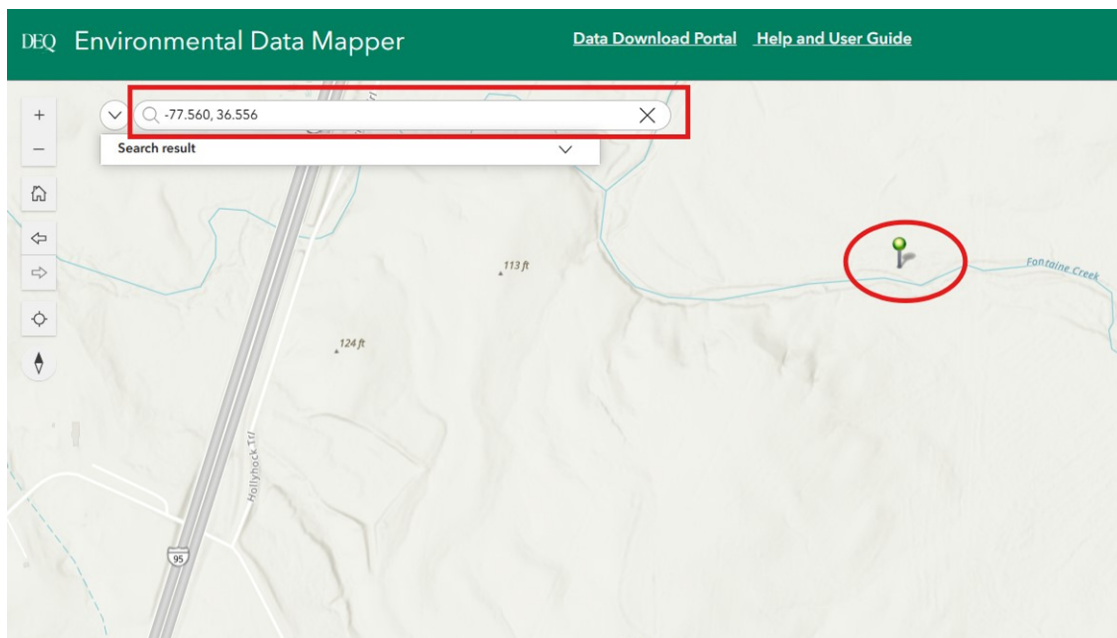 DEQ Environmental Data Mapper
Data Download Portal Help and User Guide
-77.560, 36.556
Search result
113 ft
Fontaine Creek
124 ft
Hollyhock Trl
95